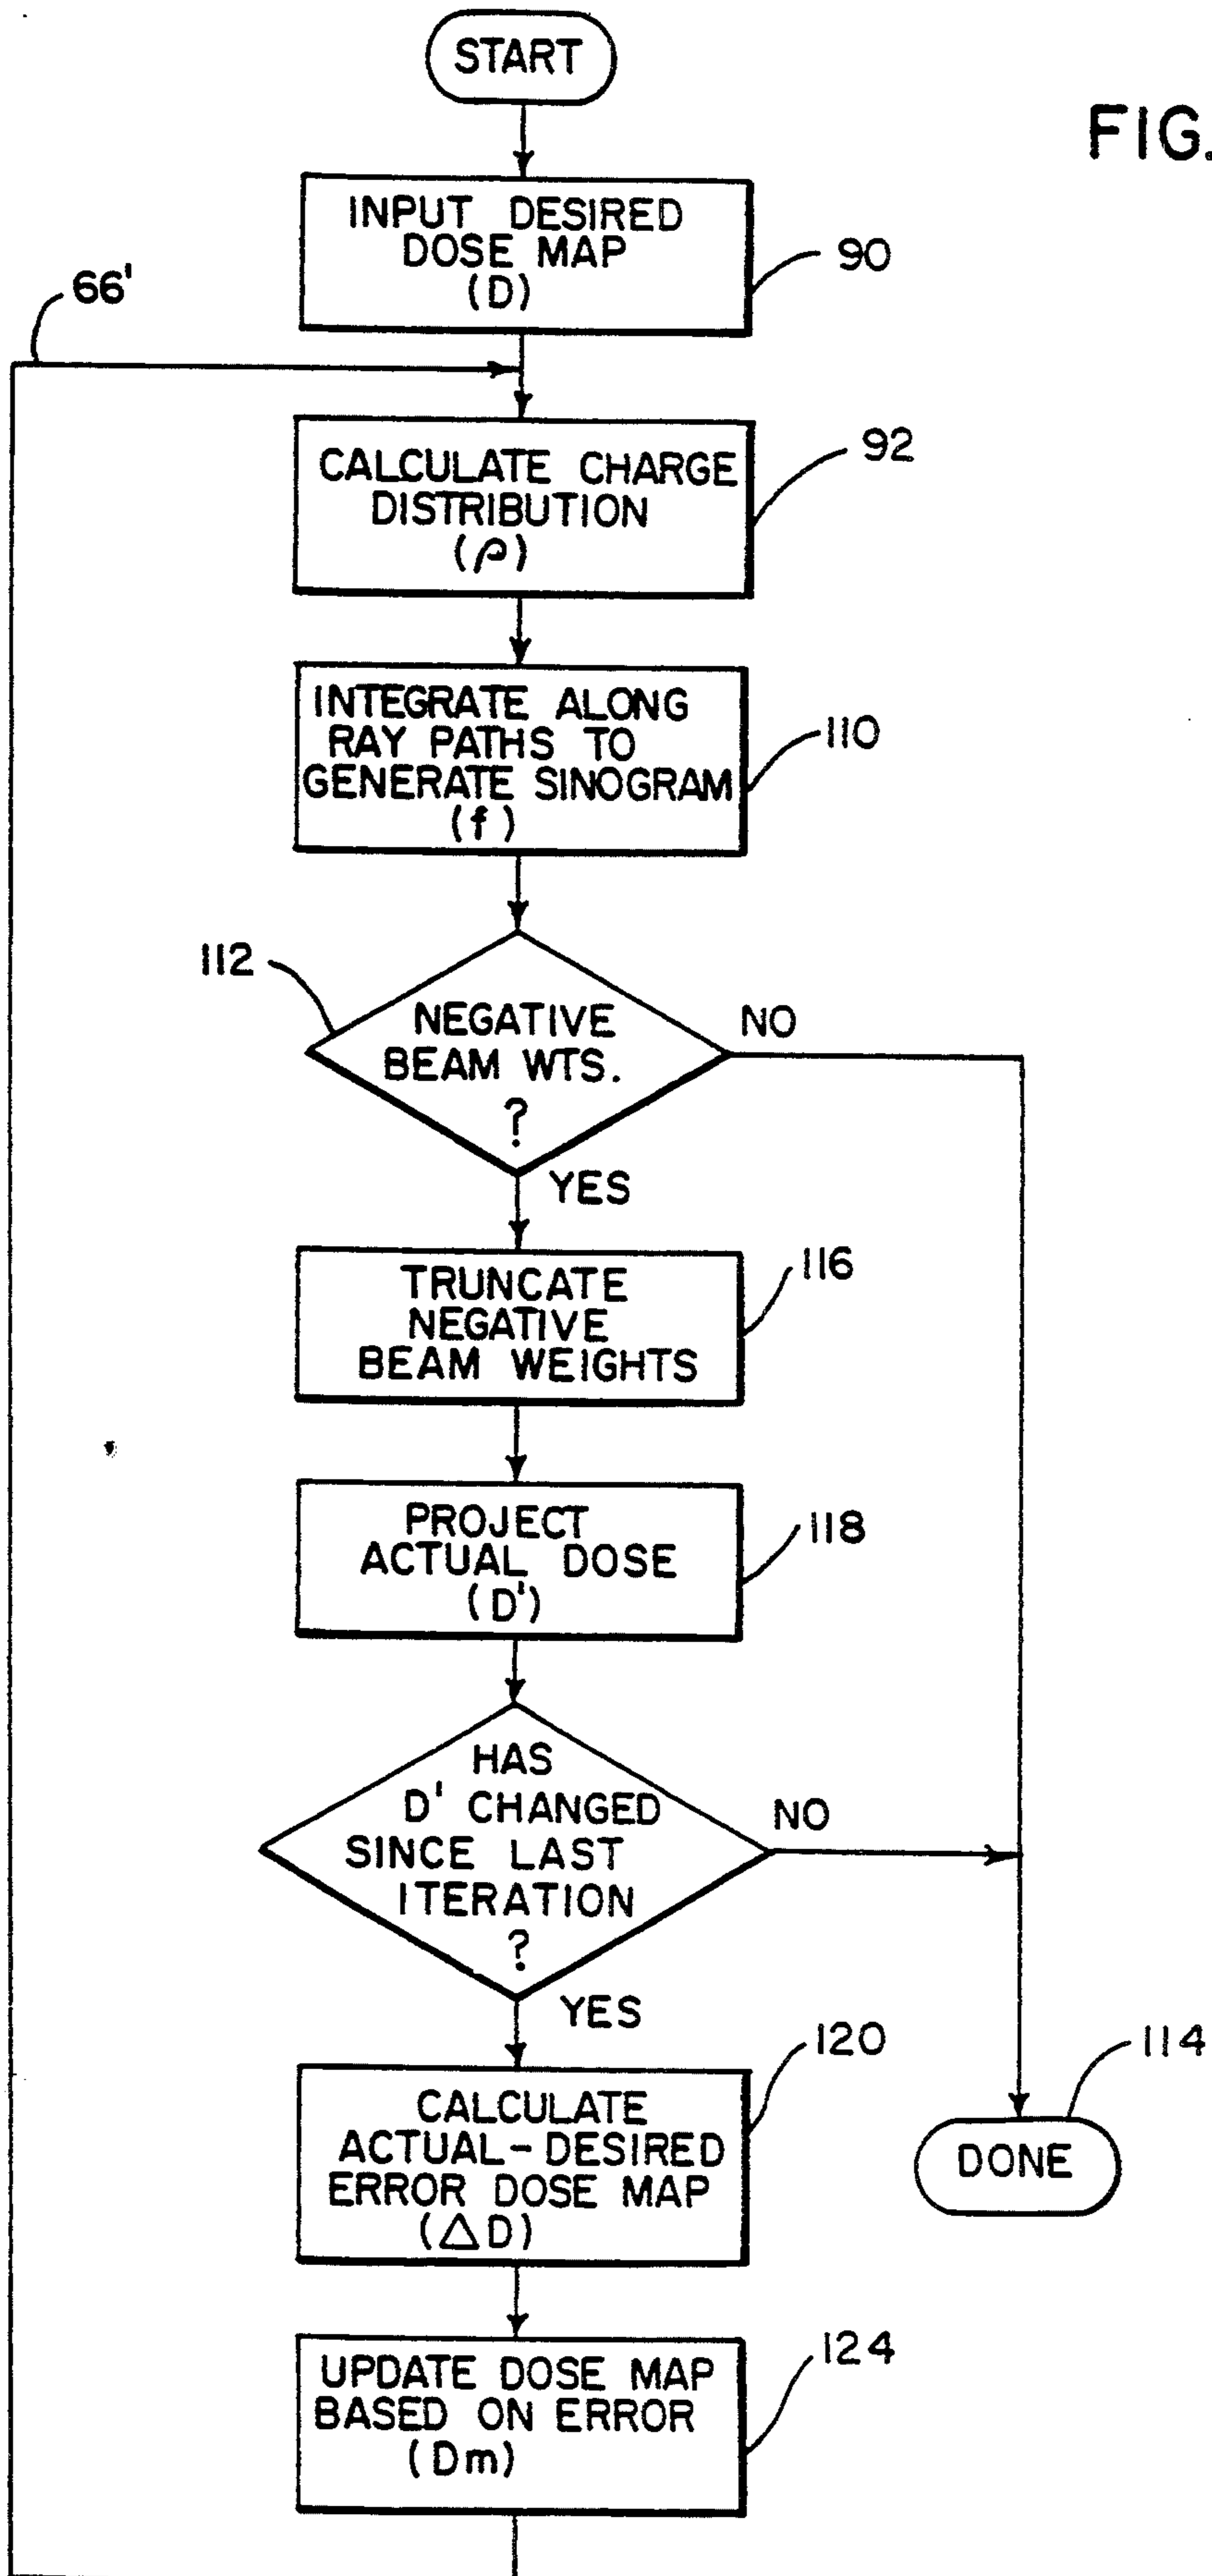 START
FIG.
INPUT DESIRED
DOSE MAP
(D)
90
66'
CALCULATE CHARGE
DISTRIBUTION
(ρ)
92
INTEGRATE ALONG
RAY PATHS TO
GENERATE SINOGRAM
(f)
110
112
NEGATIVE
BEAM WTS.
?
NO
YES
TRUNCATE
NEGATIVE
BEAM WEIGHTS
116
PROJECT
ACTUAL DOSE
(D')
118
HAS
D' CHANGED
SINCE LAST
ITERATION
?
NO
YES
CALCULATE
ACTUAL-DESIRED
ERROR DOSE MAP
(△D)
120
114
DONE
UPDATE DOSE MAP
BASED ON ERROR
(Dm)
124